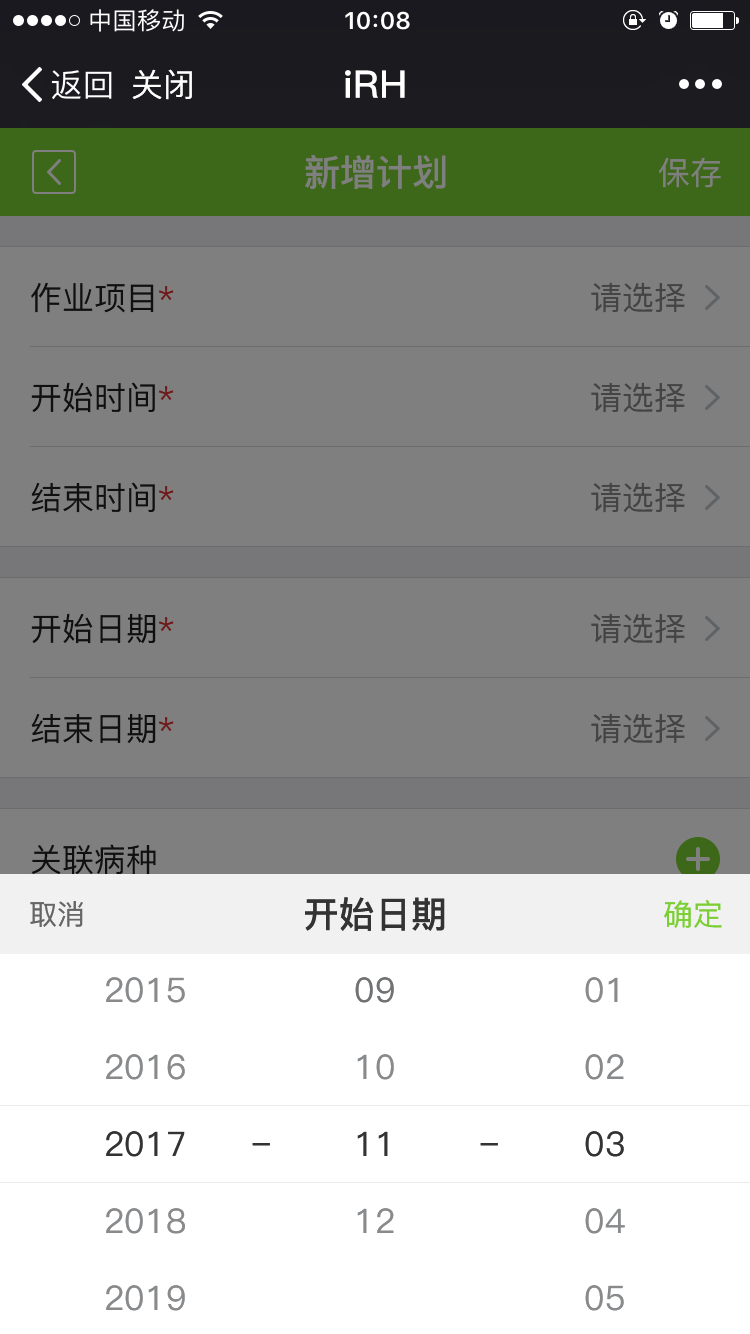 中国移动 10:08
返回 关闭 iRH
新增计划 保存
作业项目* 请选择
开始时间* 请选择
结束时间* 请选择
开始日期* 请选择
结束日期* 请选择
关联病种
取消 开始日期 确定
2015 09 01
2016 10 02
2017 - 11 - 03
2018 12 04
2019 05